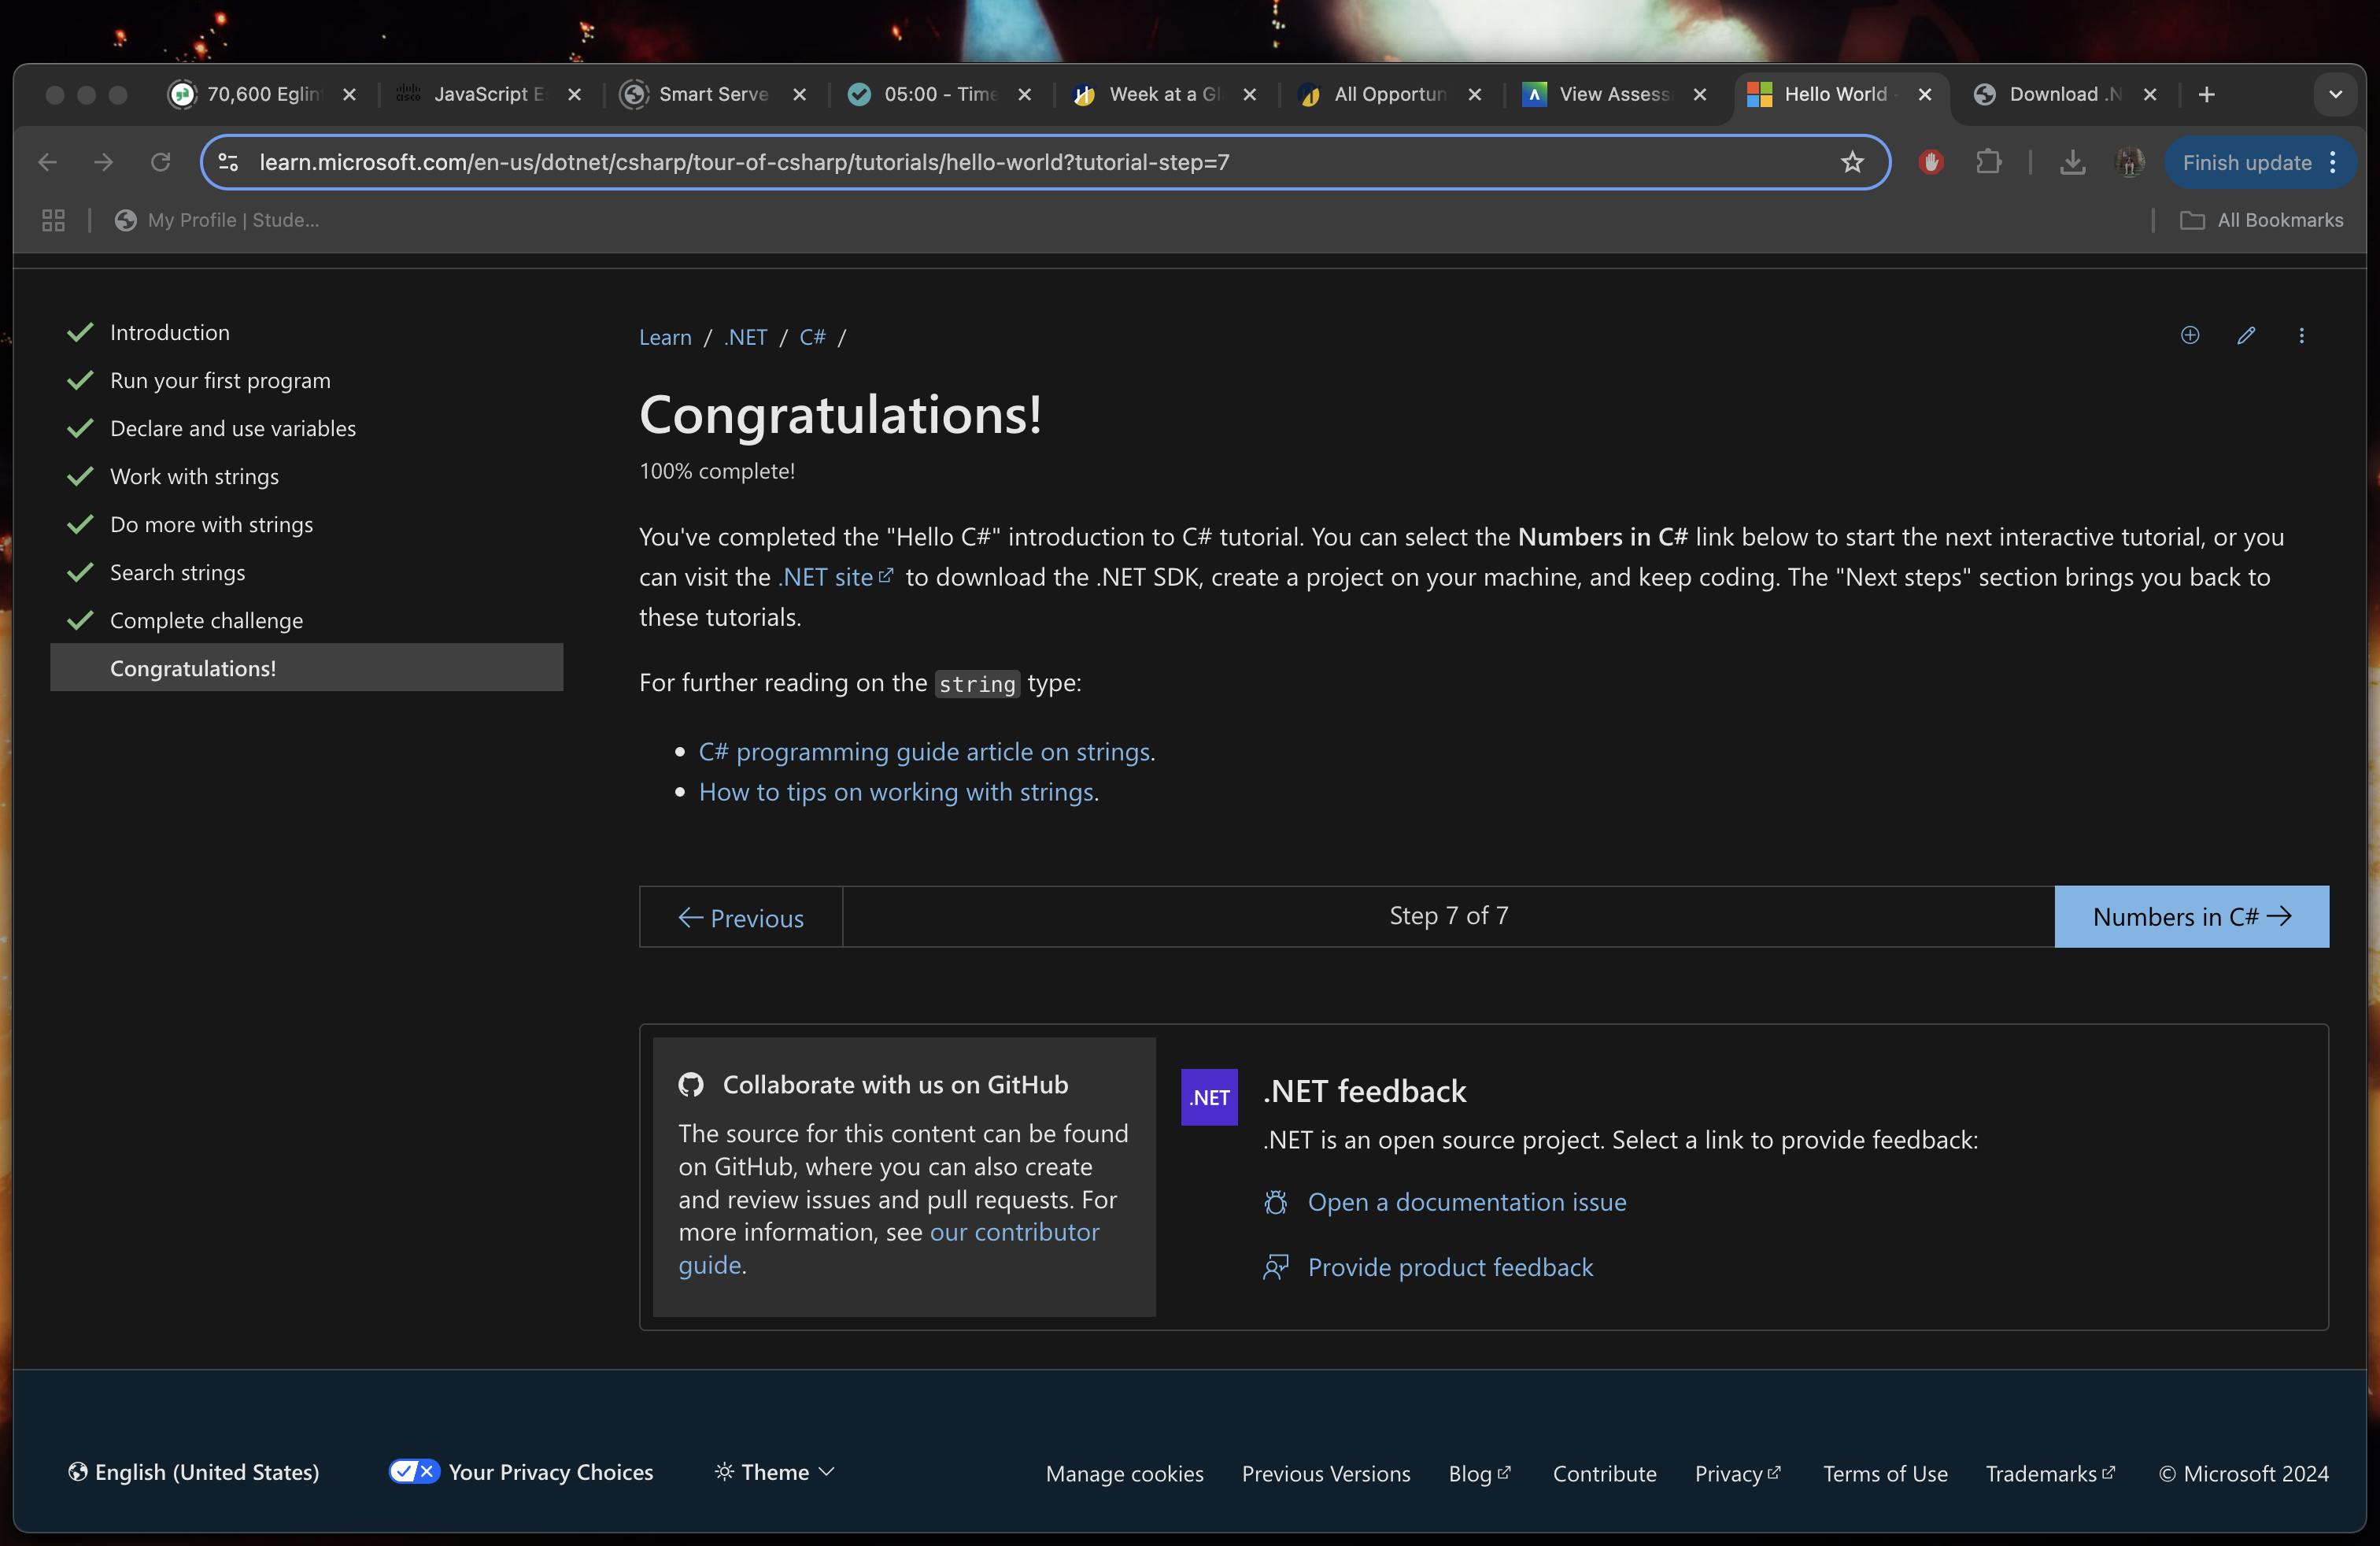 70,600 Eglin
JavaScript E
Smart Serve
05:00 - Time
Week at a Gl
All Opportun
View Assess
Hello World -
Download .N
learn.microsoft.com/en-us/dotnet/csharp/tour-of-csharp/tutorials/hello-world?tutorial-step=7
Finish update
My Profile | Stude...
All Bookmarks
Introduction
Run your first program
Declare and use variables
Work with strings
Do more with strings
Search strings
Complete challenge
Congratulations!
Learn / .NET / C# /
Congratulations!
100% complete!
You've completed the "Hello C#" introduction to C# tutorial. You can select the Numbers in C# link below to start the next interactive tutorial, or you
can visit the .NET site to download the .NET SDK, create a project on your machine, and keep coding. The "Next steps" section brings you back to
these tutorials.
For further reading on the string type:
• C# programming guide article on strings.
• How to tips on working with strings.
← Previous
Step 7 of 7
Numbers in C# →
Collaborate with us on GitHub
The source for this content can be found
on GitHub, where you can also create
and review issues and pull requests. For
more information, see our contributor
guide.
.NET
.NET feedback
.NET is an open source project. Select a link to provide feedback:
Open a documentation issue
Provide product feedback
English (United States)
Your Privacy Choices
Theme
Manage cookies
Previous Versions
Blog
Contribute
Privacy
Terms of Use
Trademarks
© Microsoft 2024